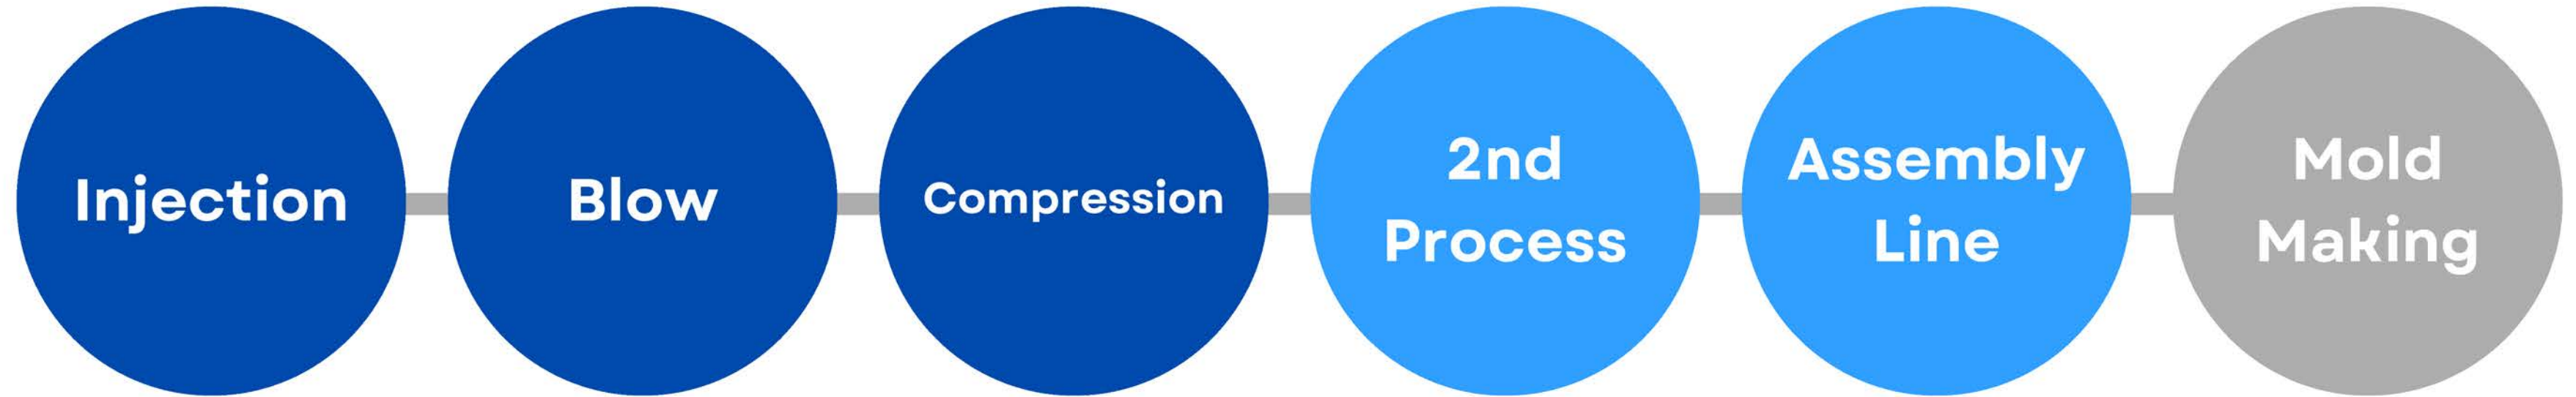 Injection
Blow
Compression
2nd
Process
Assembly
Line
Mold
Making